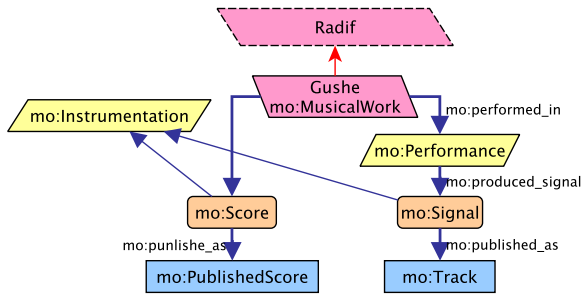 Radif
Gushe
mo:MusicalWork
mo:Instrumentation
mo:performed_in
mo:Performance
mo:produced_signal
mo:Score
mo:Signal
mo:punlishe_as
mo:published_as
mo:PublishedScore
mo:Track